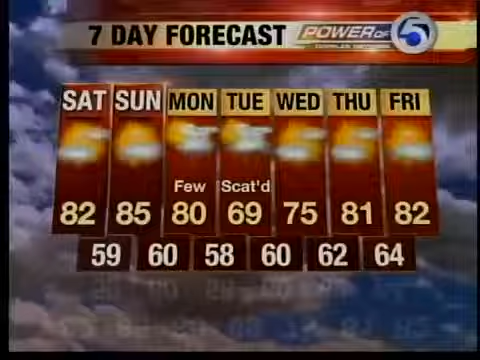 7 DAY FORECAST POWER OF 5
SAT SUN MON TUE WED THU FRI
Few Scat'd
82 85 80 69 75 81 82
59 60 58 60 62 64